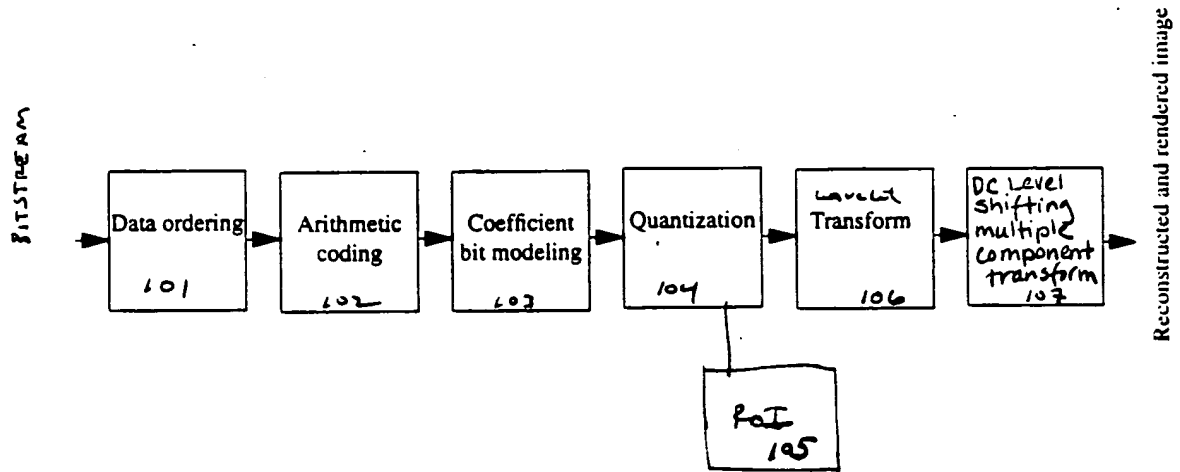 BITSTREAM
Data ordering
101
Arithmetic
coding
102
Coefficient
bit modeling
103
Quantization
104
Wavelet
Transform
106
DC Level
shifting
multiple
component
transform
107
Reconstructed and rendered image
RoI
105